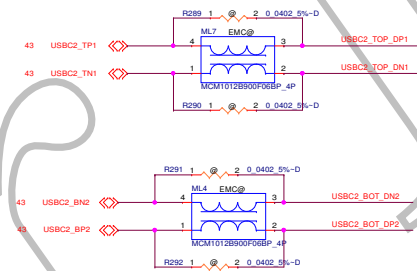 R289 1 @ 2 0_0402_5%~D
ML7 EMC@
43 USBC2_TP1 4 3 USBC2_TOP_DP1
43 USBC2_TN1 1 2 USBC2_TOP_DN1
MCM1012B900F06BP_4P
R290 1 @ 2 0_0402_5%~D
R291 1 @ 2 0_0402_5%~D
ML4 EMC@
43 USBC2_BN2 4 3 USBC2_BOT_DN2
43 USBC2_BP2 1 2 USBC2_BOT_DP2
MCM1012B900F06BP_4P
R292 1 @ 2 0_0402_5%~D